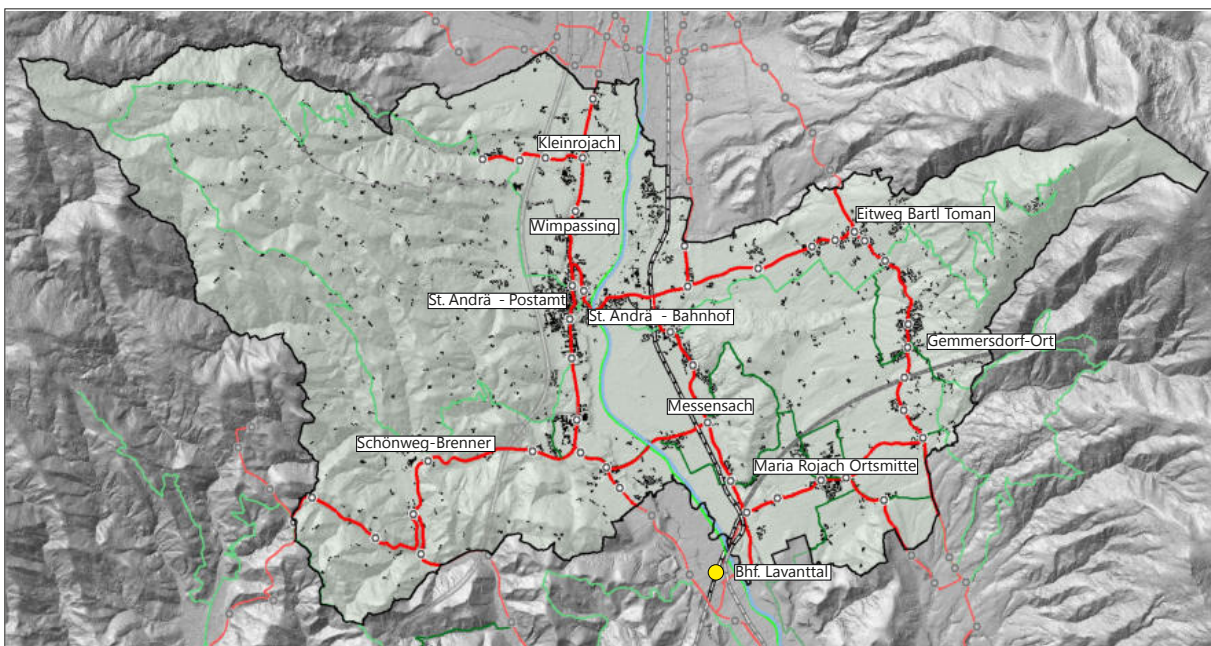 Kleinrojach
Eitweg Bartl Toman
Wimpassing
St. Andrä - Postamt
St. Andrä - Bahnhof
Gemmersdorf-Ort
Messensach
Schönweg-Brenner
Maria Rojach Ortsmitte
Bhf. Lavanttal